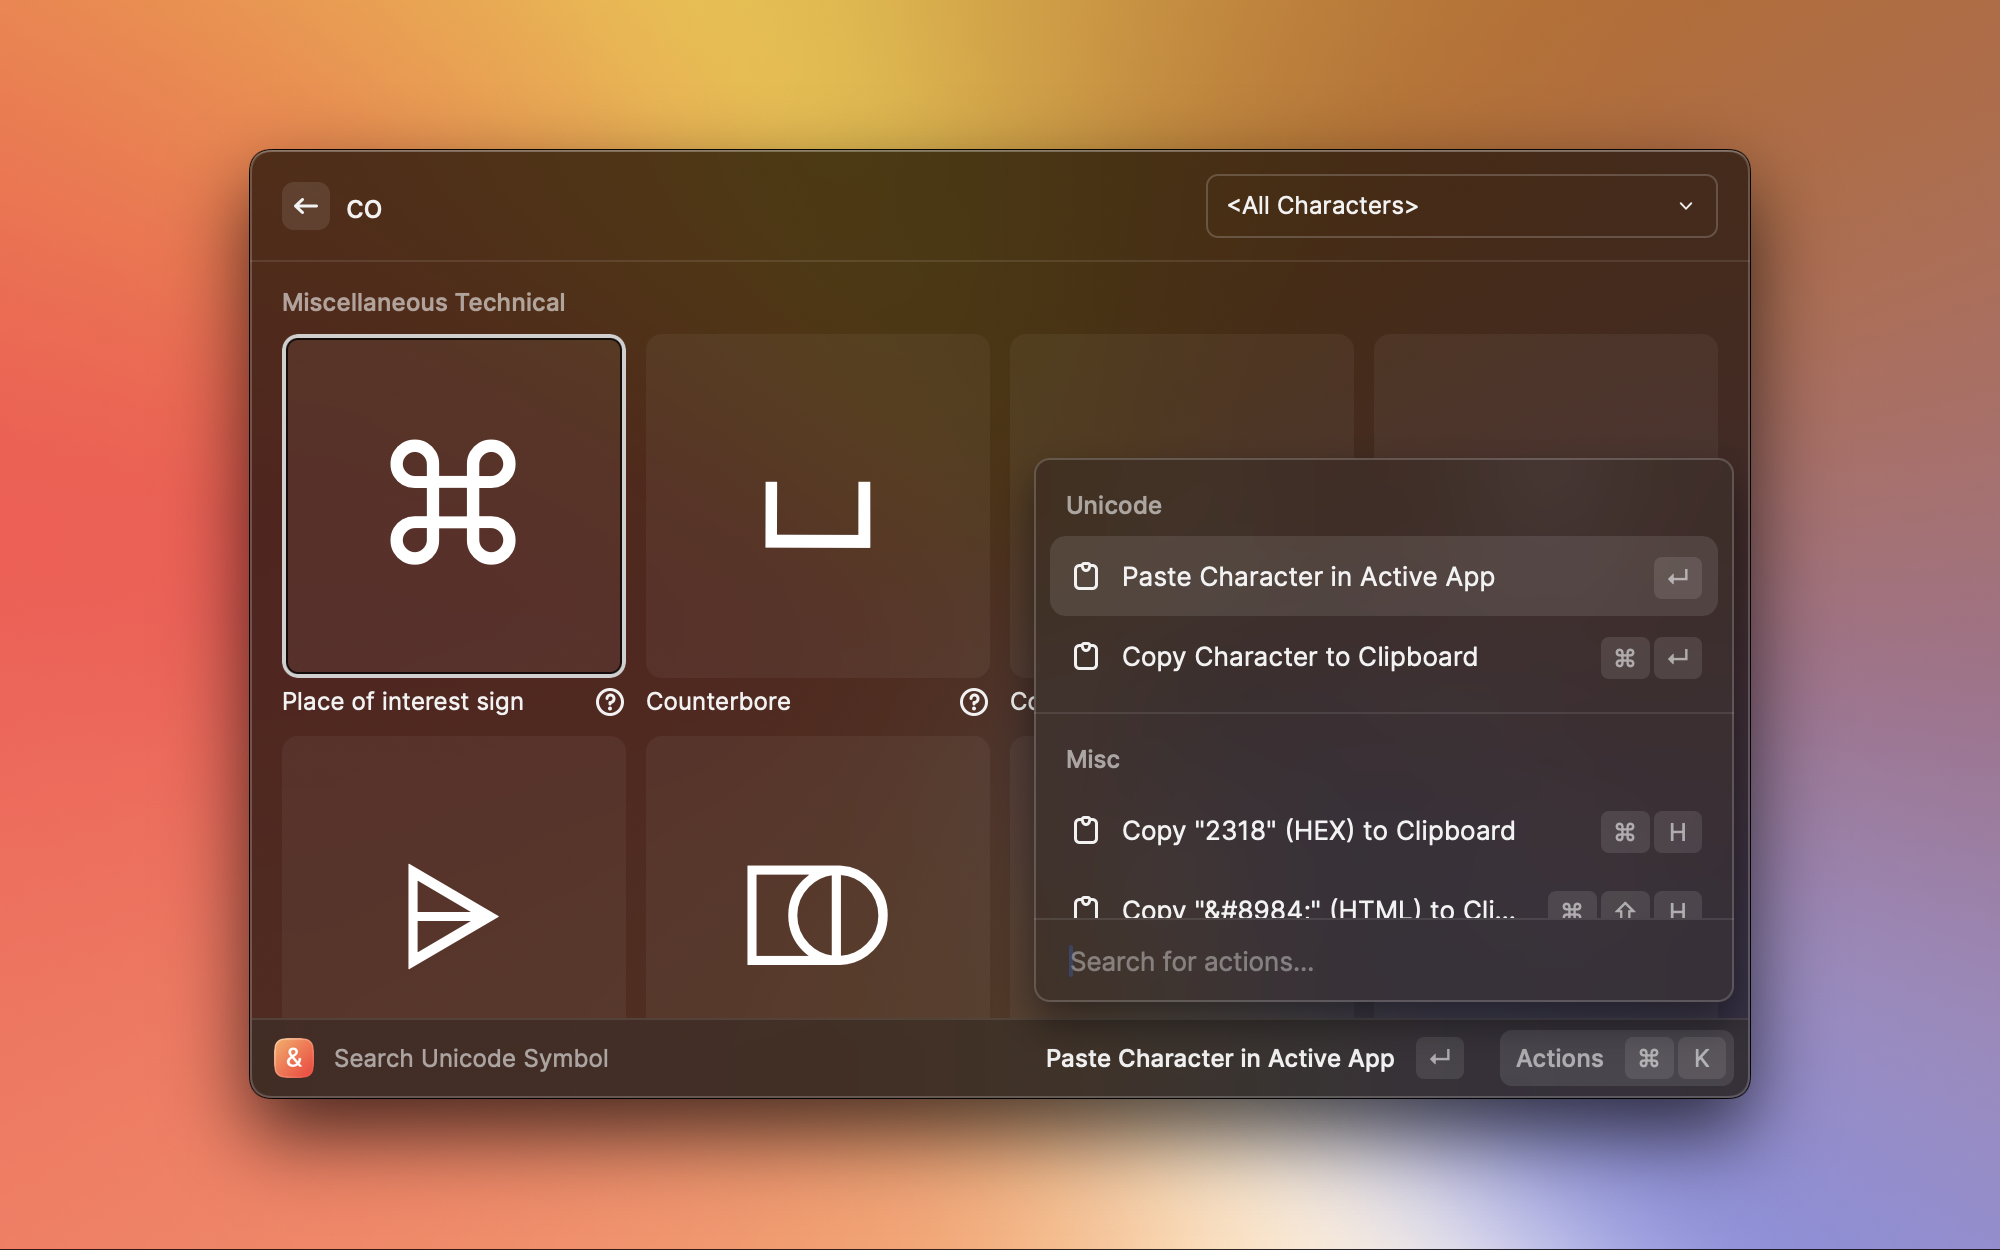 co
<All Characters>
Miscellaneous Technical
⌘
Place of interest sign
Counterbore
Unicode
Paste Character in Active App ↵
Copy Character to Clipboard ⌘ ↵
Misc
Copy "2318" (HEX) to Clipboard ⌘ H
Copy "&#8984;" (HTML) to Cli... ⌘ ⇧ H
Search for actions...
& Search Unicode Symbol
Paste Character in Active App ↵
Actions ⌘ K